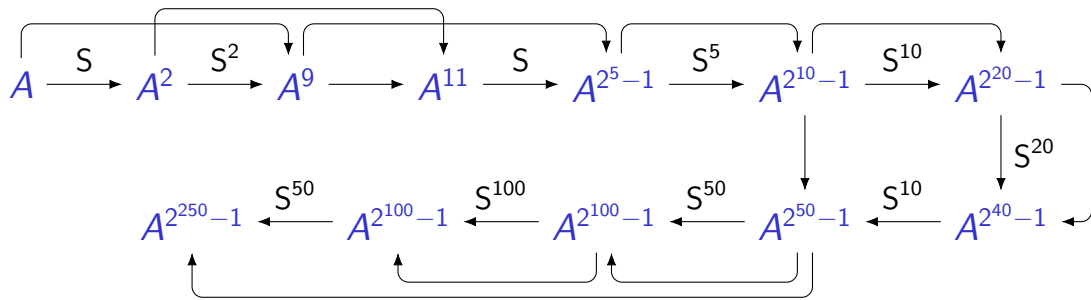 S S² S S⁵ S¹⁰
A A² A⁹ A¹¹ A^{2⁵−1} A^{2¹⁰−1} A^{2²⁰−1}
S²⁰
S⁵⁰ S¹⁰⁰ S⁵⁰ S¹⁰
A^{2²⁵⁰−1} A^{2¹⁰⁰−1} A^{2¹⁰⁰−1} A^{2⁵⁰−1} A^{2⁴⁰−1}